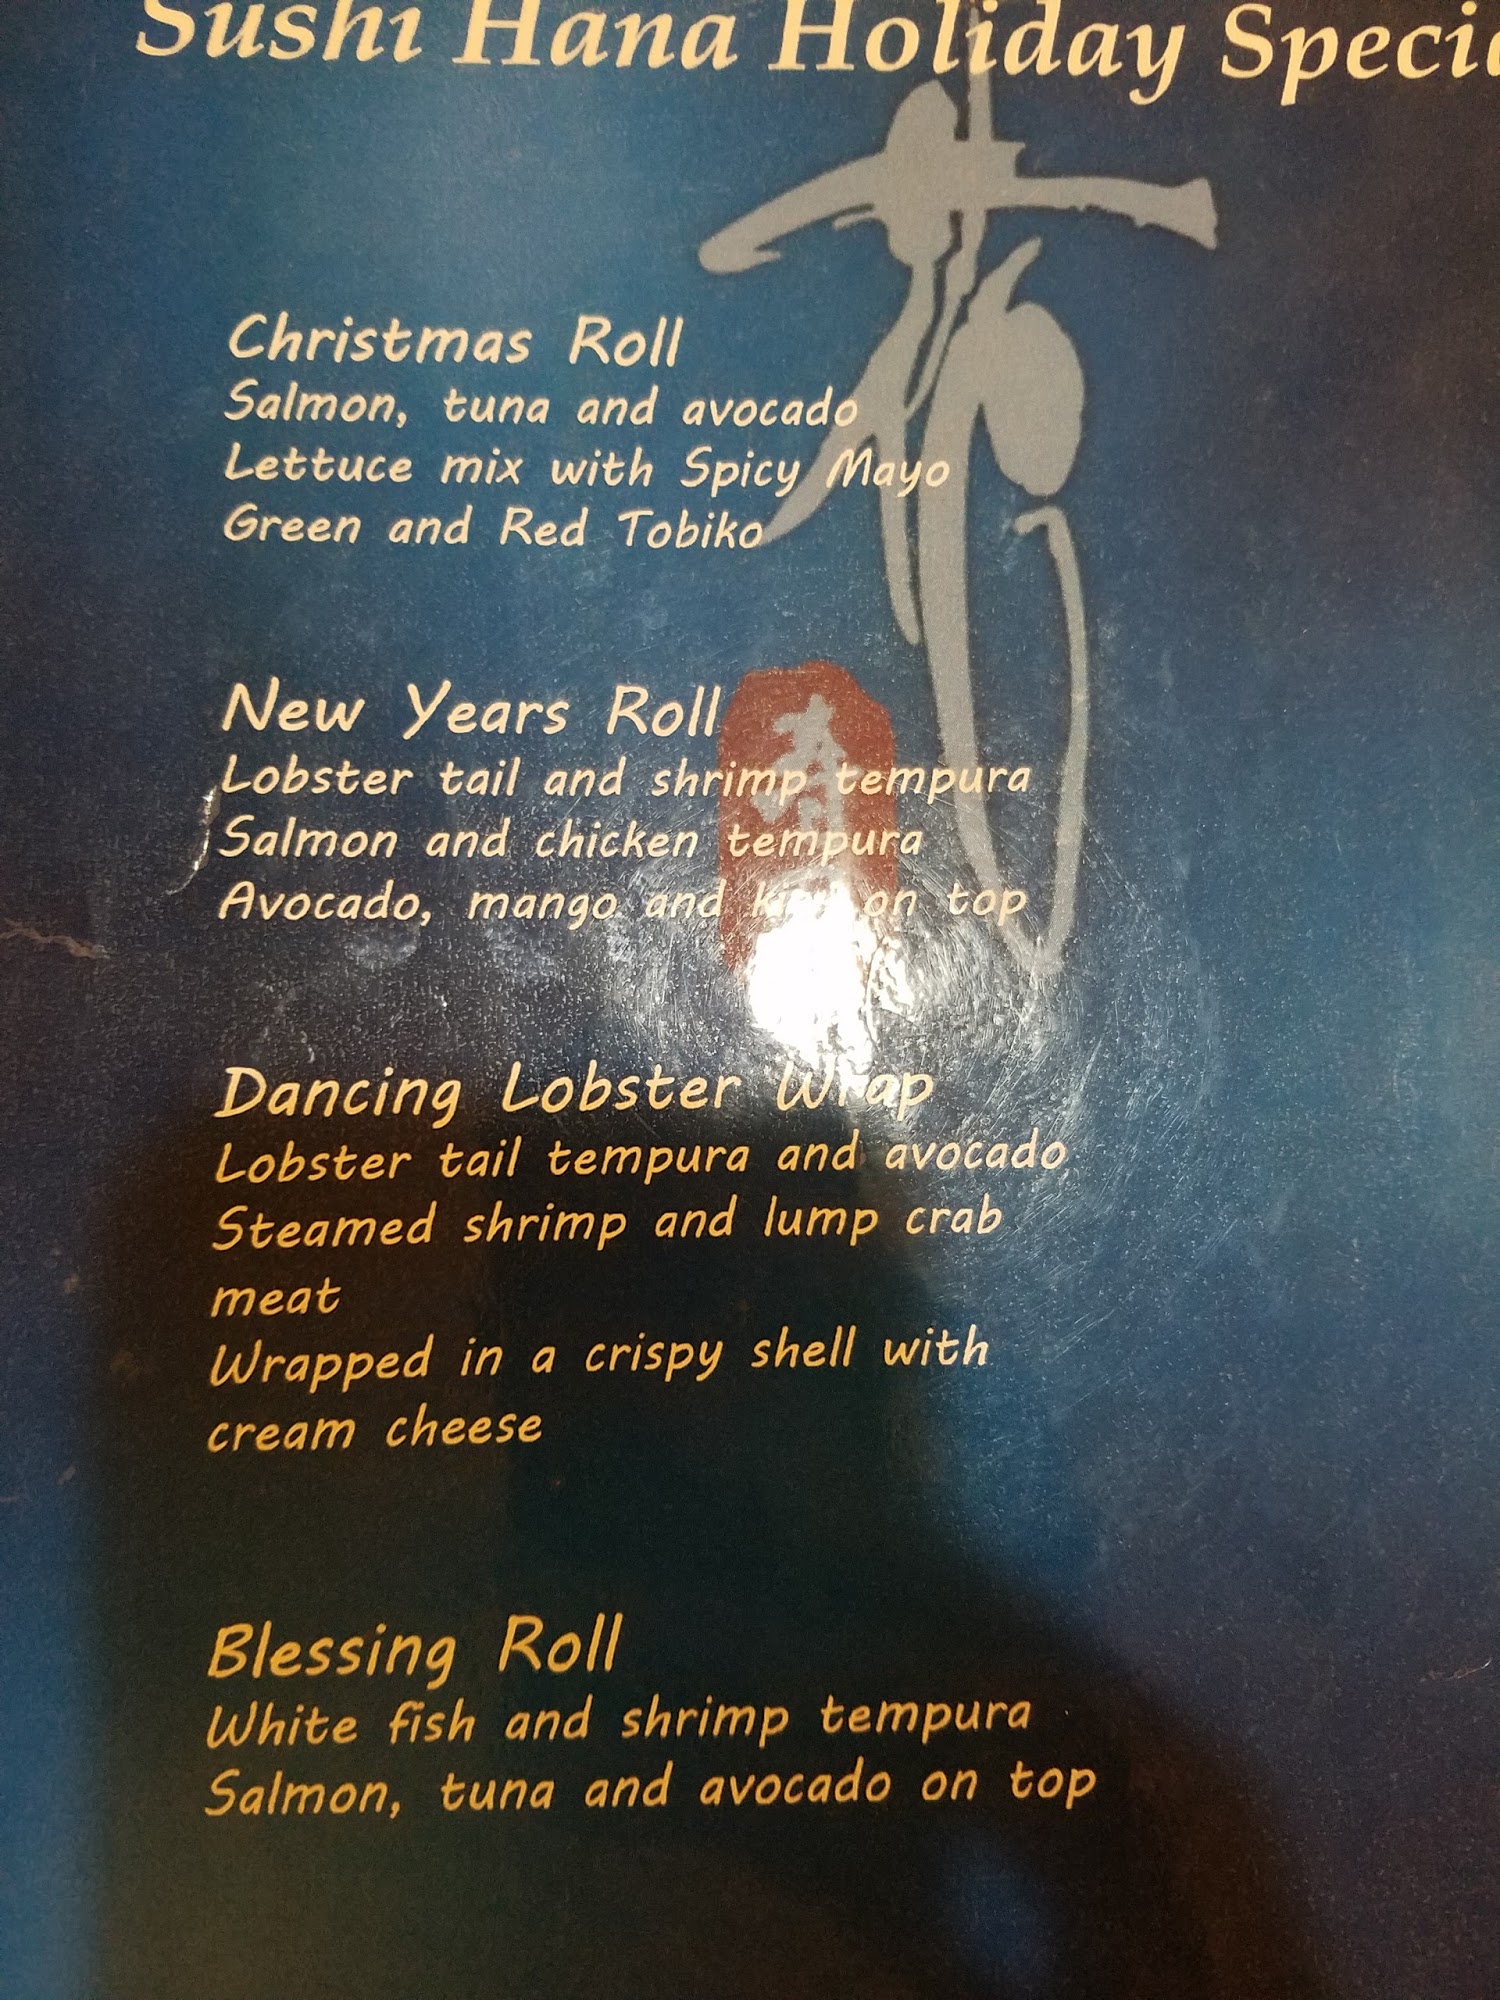 Sushi Hana Holiday
Christmas Roll
Salmon, tuna and avocado
Lettuce mix with Spicy Mayo
Green and Red Tobiko
New Years Roll
Lobster tail and shrimp tempura
Salmon and chicken tempura
Avocado, mango and on top
Dancing Lobster Wrap
Lobster tail tempura and avocado
Steamed shrimp and lump crab
meat
Wrapped in a crispy shell with
cream cheese
Blessing Roll
White fish and shrimp tempura
Salmon, tuna and avocado on top